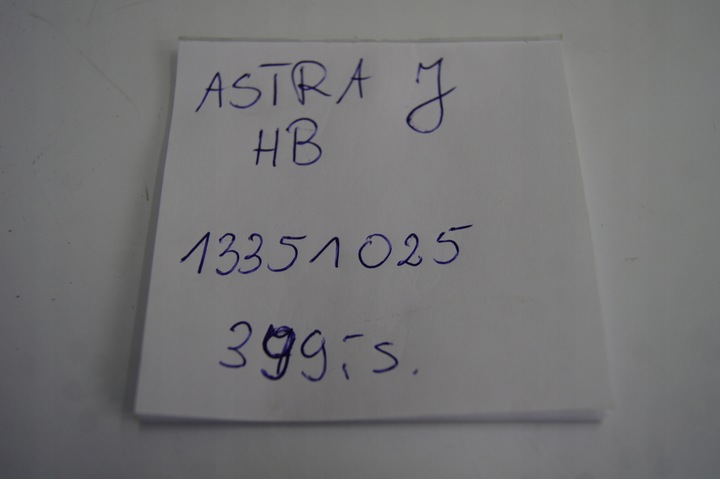 ASTRA J
HB
13351025
399,- s.